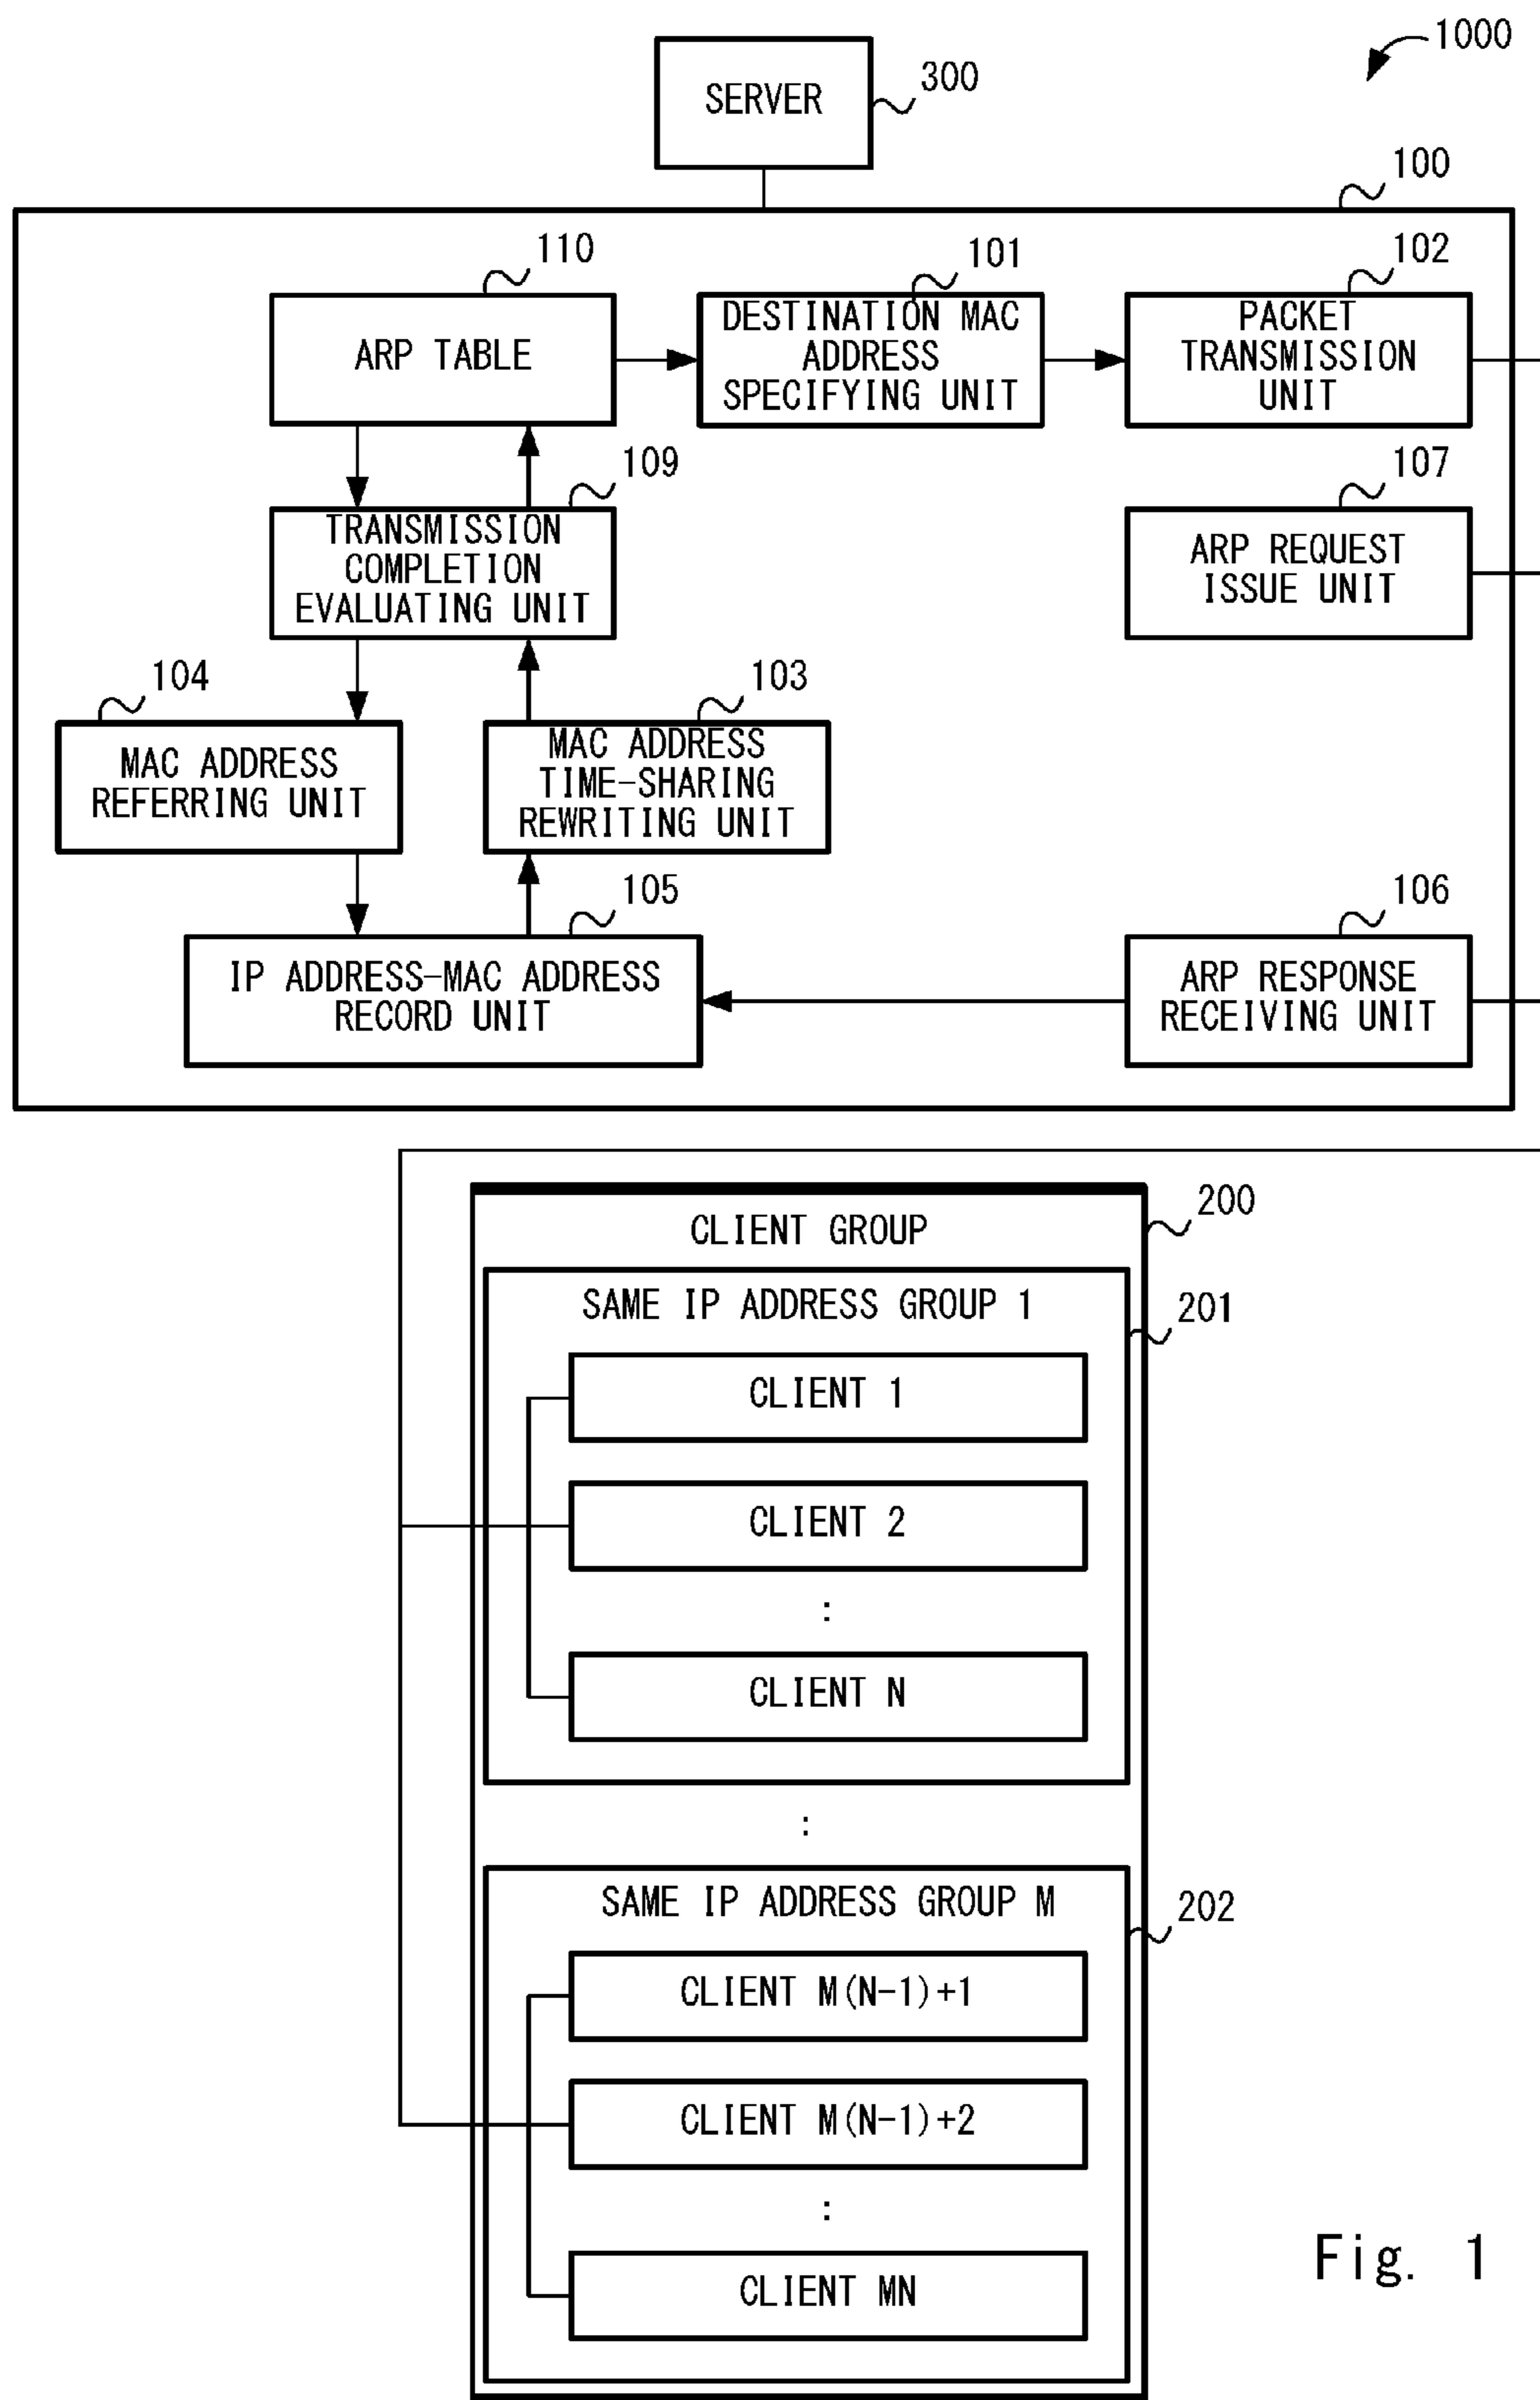 1000
SERVER
300
100
110
101
102
ARP TABLE
DESTINATION MAC
ADDRESS
SPECIFYING UNIT
PACKET
TRANSMISSION
UNIT
109
107
TRANSMISSION
COMPLETION
EVALUATING UNIT
ARP REQUEST
ISSUE UNIT
104
103
MAC ADDRESS
REFERRING UNIT
MAC ADDRESS
TIME-SHARING
REWRITING UNIT
105
106
IP ADDRESS-MAC ADDRESS
RECORD UNIT
ARP RESPONSE
RECEIVING UNIT
200
CLIENT GROUP
201
SAME IP ADDRESS GROUP 1
CLIENT 1
CLIENT 2
:
CLIENT N
:
202
SAME IP ADDRESS GROUP M
CLIENT M(N-1)+1
CLIENT M(N-1)+2
:
CLIENT MN
Fig. 1